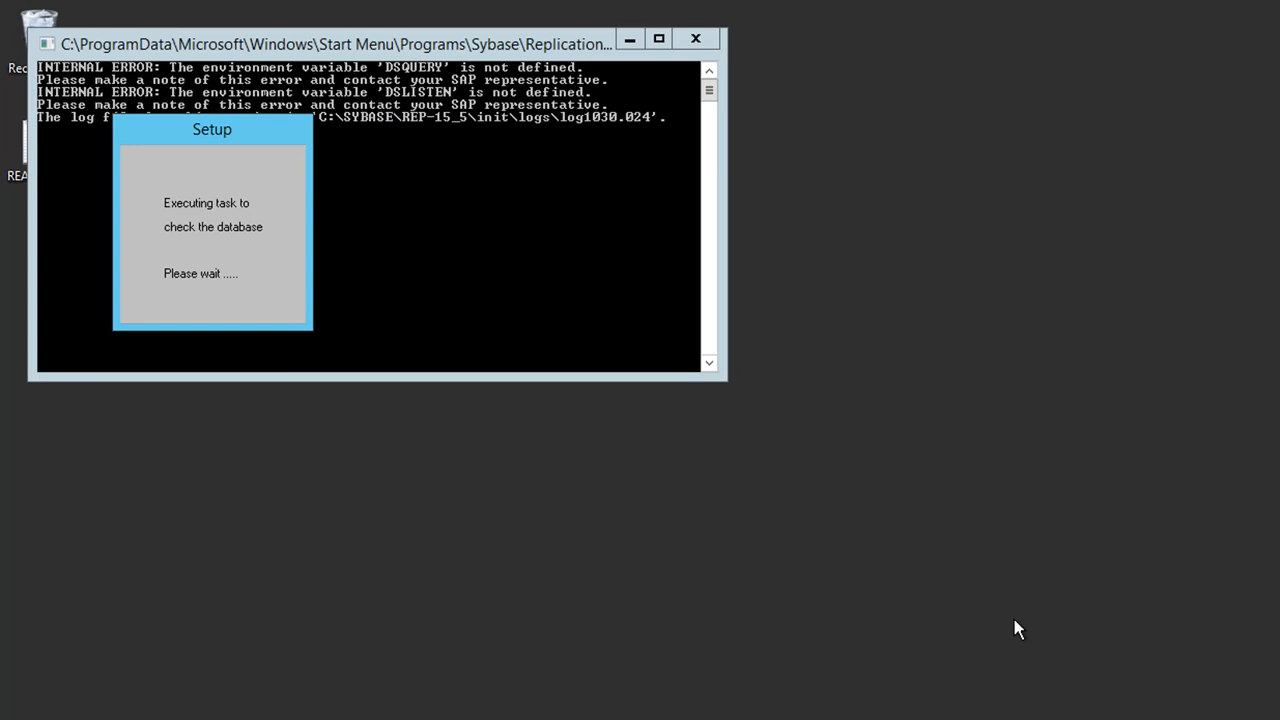 Rec
C:\ProgramData\Microsoft\Windows\Start Menu\Programs\Sybase\Replication...
INTERNAL ERROR: The environment variable 'DSQUERY' is not defined.
Please make a note of this error and contact your SAP representative.
INTERNAL ERROR: The environment variable 'DSLISTEN' is not defined.
Please make a note of this error and contact your SAP representative.
The log 'C:\SYBASE\REP-15_5\init\logs\log1030.024'.
REA
Setup
Executing task to
check the database
Please wait .....